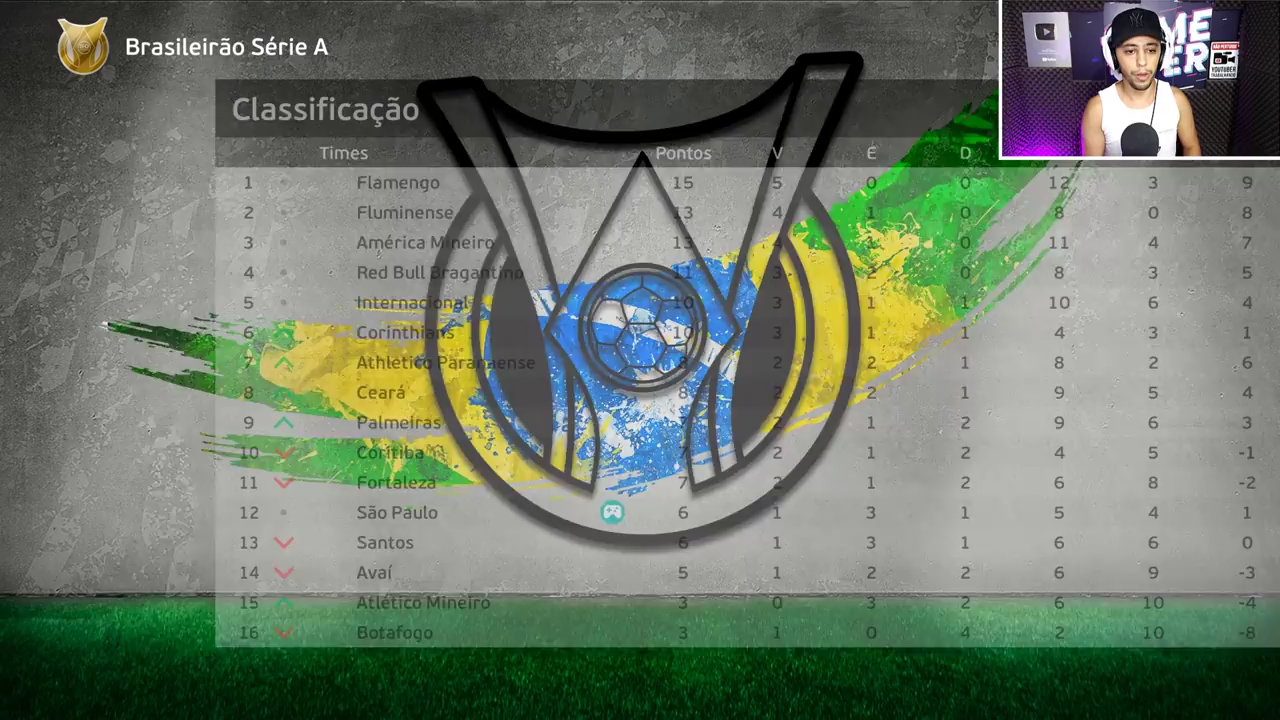 Brasileirão Série A
Classificação
Times Pontos V E D
1 Flamengo 15 5 0 0 12 3 9
2 Fluminense 13 4 1 0 8 0 8
3 América Mineiro 13 4 1 0 11 4 7
4 Red Bull Bragantino 11 3 2 0 8 3 5
5 Internacional 10 3 1 1 10 6 4
6 Corinthians 10 3 1 1 4 3 1
7 Athletico Paranaense 8 2 2 1 8 2 6
8 Ceará 8 2 2 1 9 5 4
9 Palmeiras 7 2 1 2 9 6 3
10 Coritiba 7 2 1 2 4 5 -1
11 Fortaleza 7 2 1 2 6 8 -2
12 São Paulo 6 1 3 1 5 4 1
13 Santos 6 1 3 1 6 6 0
14 Avaí 5 1 2 2 6 9 -3
15 Atlético Mineiro 3 0 3 2 6 10 -4
16 Botafogo 3 1 0 4 2 10 -8
NÃO PERTURBE
YOUTUBER
TRABALHANDO